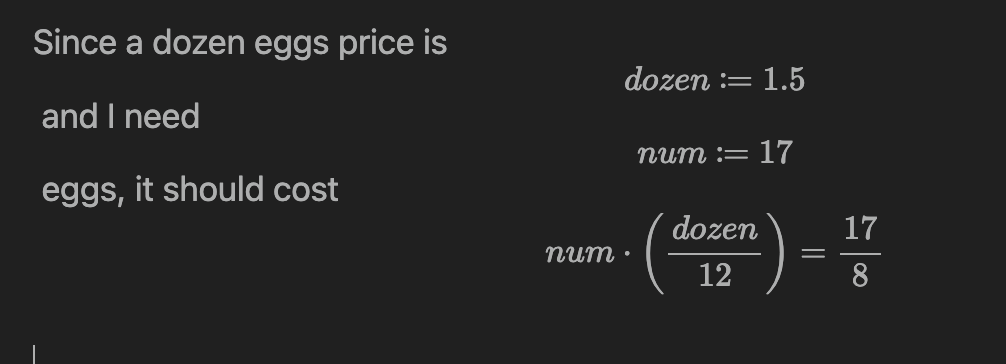 Since a dozen eggs price is
dozen := 1.5
and I need
num := 17
eggs, it should cost
num · (dozen/12) = 17/8